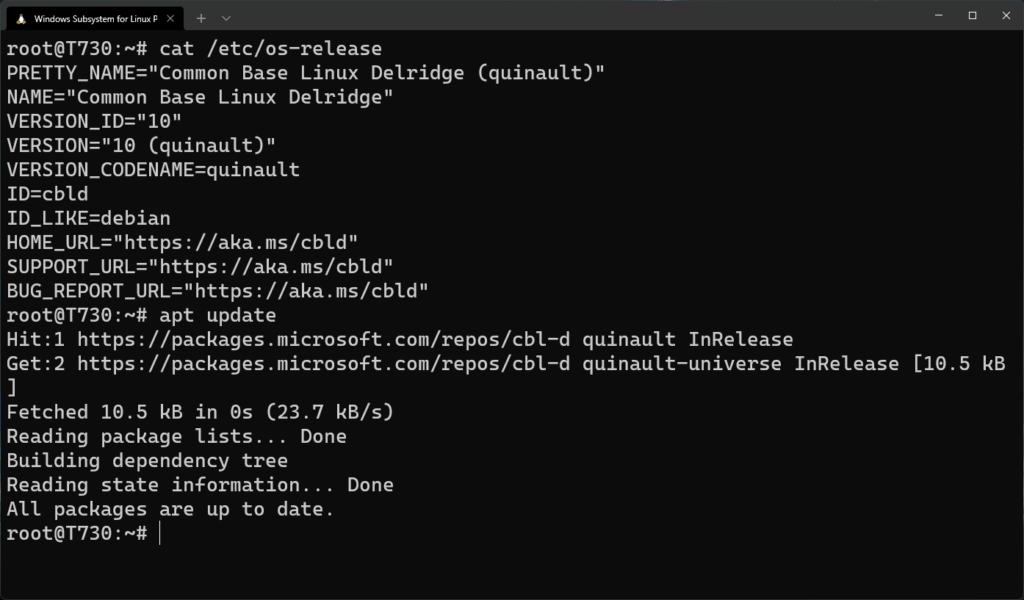 Windows Subsystem for Linux P
root@T730:~# cat /etc/os-release
PRETTY_NAME="Common Base Linux Delridge (quinault)"
NAME="Common Base Linux Delridge"
VERSION_ID="10"
VERSION="10 (quinault)"
VERSION_CODENAME=quinault
ID=cbld
ID_LIKE=debian
HOME_URL="https://aka.ms/cbld"
SUPPORT_URL="https://aka.ms/cbld"
BUG_REPORT_URL="https://aka.ms/cbld"
root@T730:~# apt update
Hit:1 https://packages.microsoft.com/repos/cbl-d quinault InRelease
Get:2 https://packages.microsoft.com/repos/cbl-d quinault-universe InRelease [10.5 kB
]
Fetched 10.5 kB in 0s (23.7 kB/s)
Reading package lists... Done
Building dependency tree
Reading state information... Done
All packages are up to date.
root@T730:~#